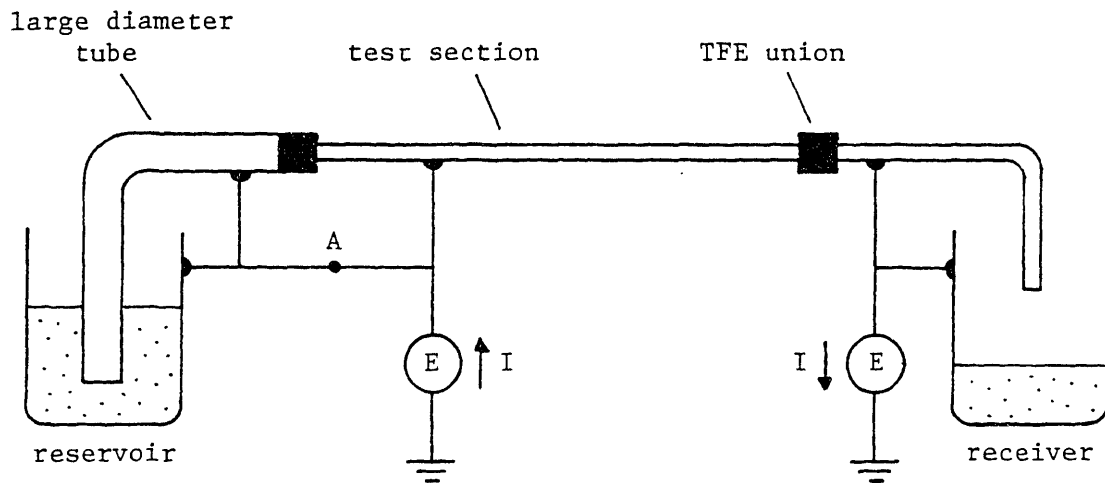 large diameter
tube
test section
TFE union
A
E
I
I
E
reservoir
receiver